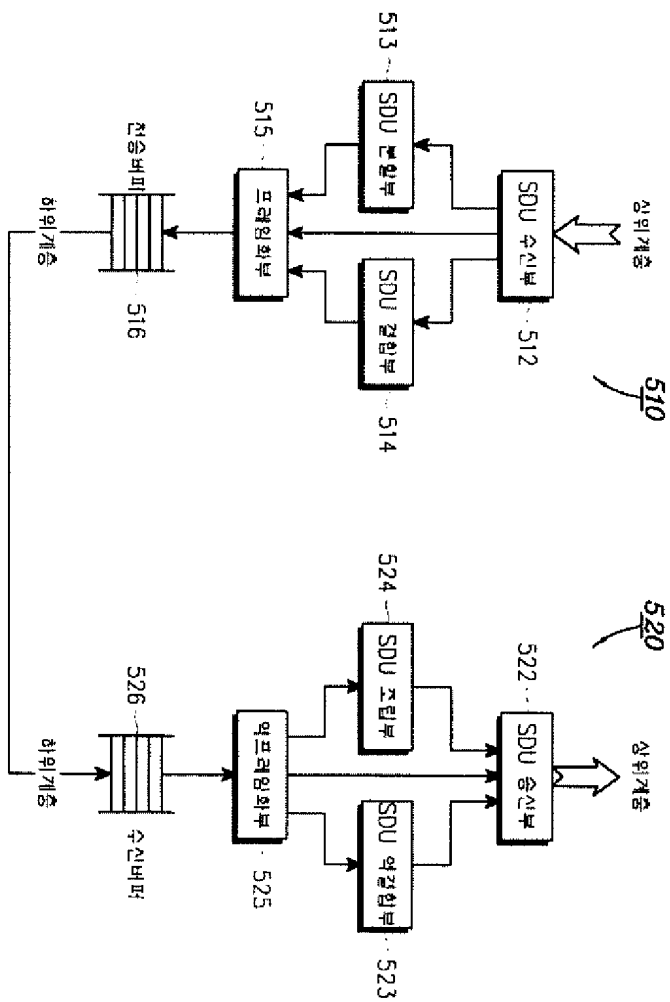 510
상위계층
SDU 수신부
512
513
SDU 분할부
SDU 결합부
514
515
프레임화부
전송버퍼
516
하위계층
520
상위계층
522
SDU 송신부
524
SDU 조립부
SDU 역결합부
523
역프레임화부
525
526
수신버퍼
하위계층